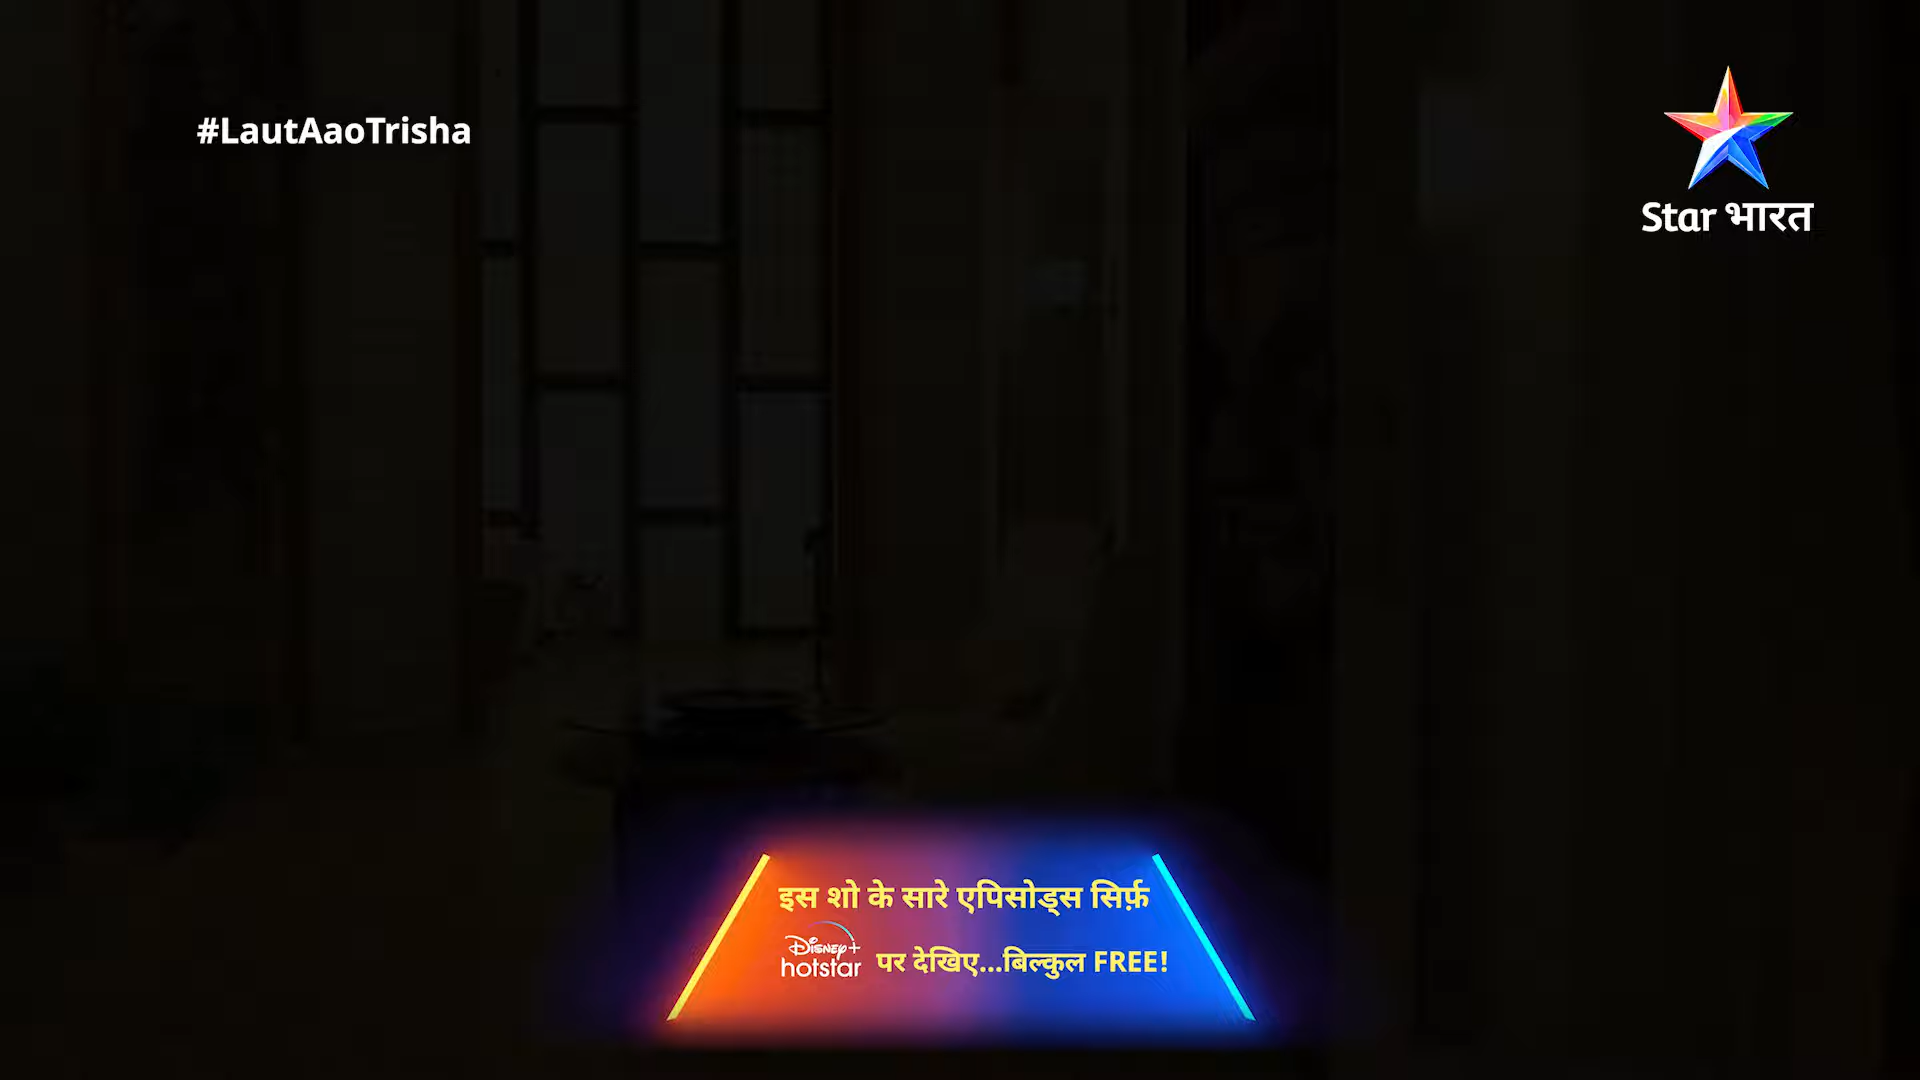 #LautAaoTrisha
Star भारत
इस शो के सारे एपिसोड्स सिर्फ़
Disney+ hotstar पर देखिए...बिल्कुल FREE!